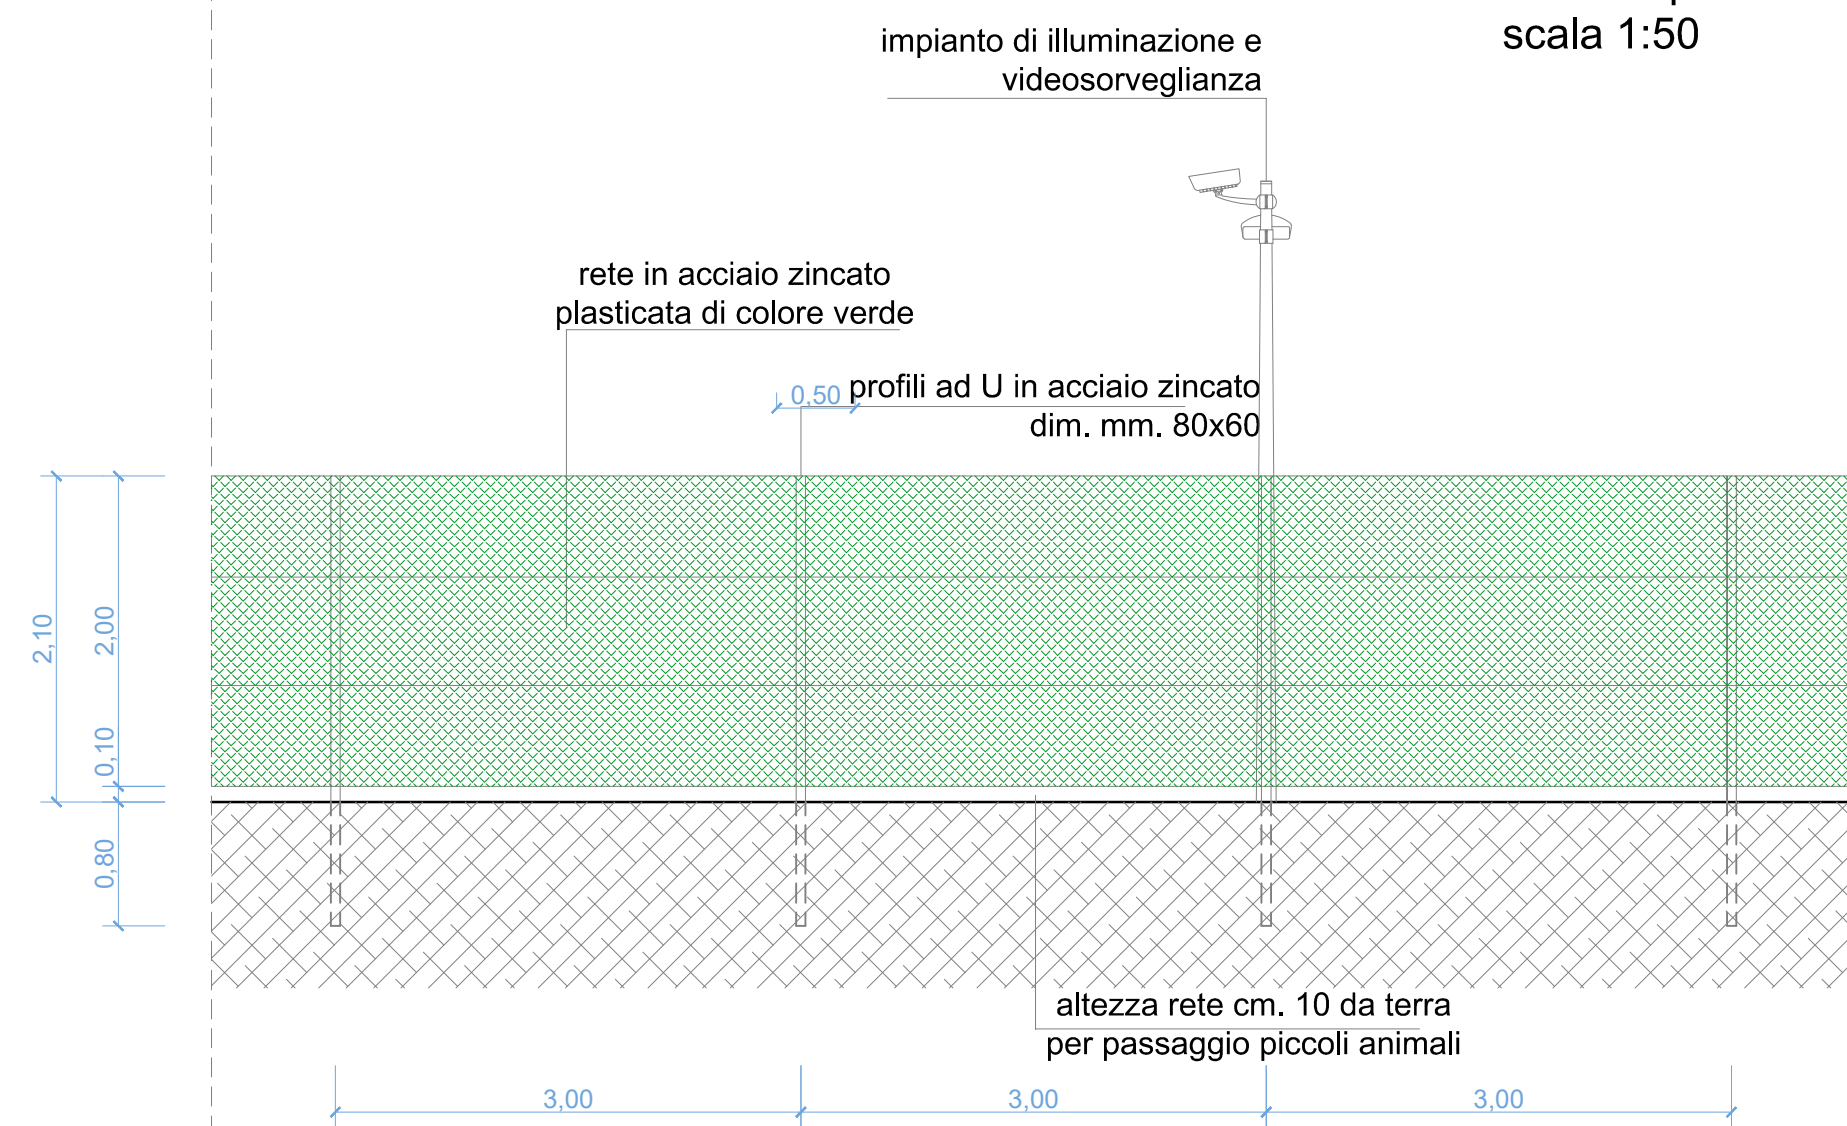 scala 1:50
impianto di illuminazione e
videosorveglianza
rete in acciaio zincato
plasticata di colore verde
0,50
profili ad U in acciaio zincato
dim. mm. 80x60
2,10
2,00
0,10
0,80
altezza rete cm. 10 da terra
per passaggio piccoli animali
3,00
3,00
3,00